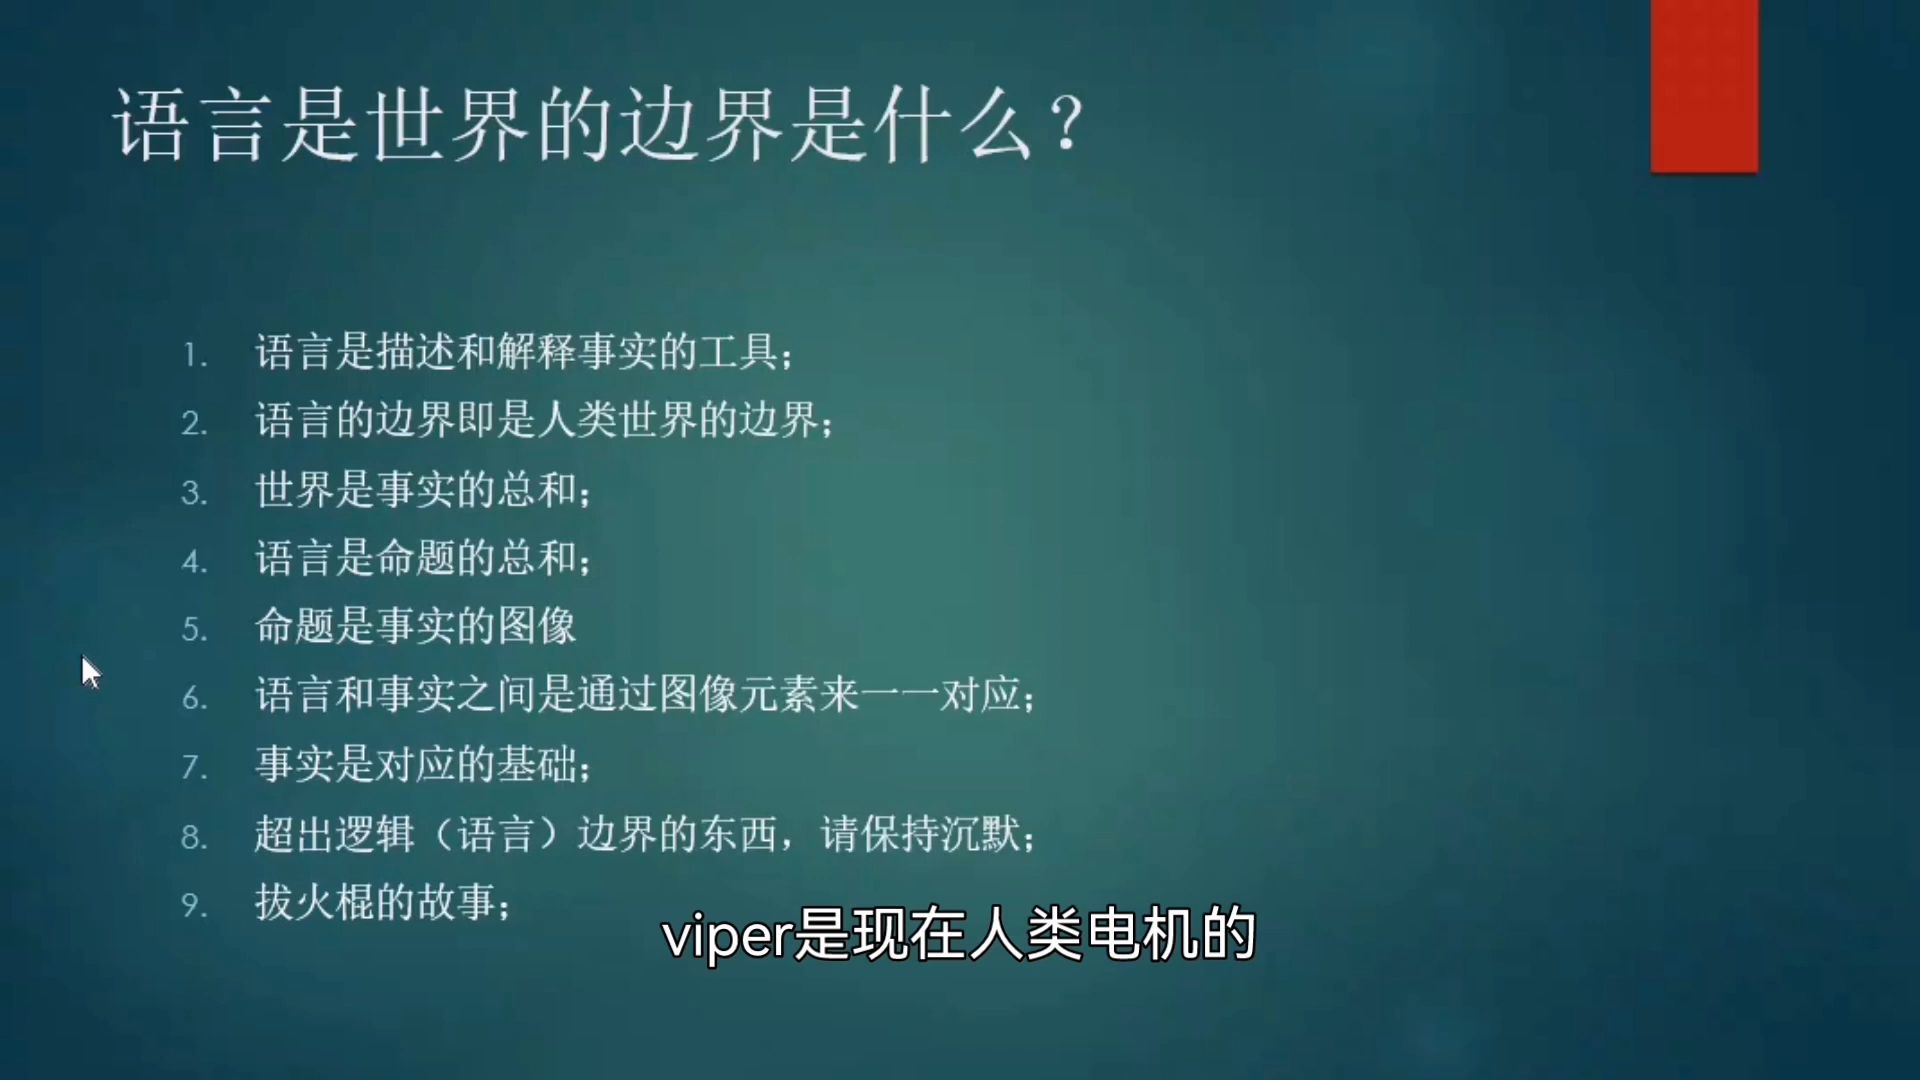 语言是世界的边界是什么？
1. 语言是描述和解释事实的工具；
2. 语言的边界即是人类世界的边界；
3. 世界是事实的总和；
4. 语言是命题的总和；
5. 命题是事实的图像
6. 语言和事实之间是通过图像元素来一一对应；
7. 事实是对应的基础；
8. 超出逻辑（语言）边界的东西，请保持沉默；
9. 拔火棍的故事；
viper是现在人类电机的